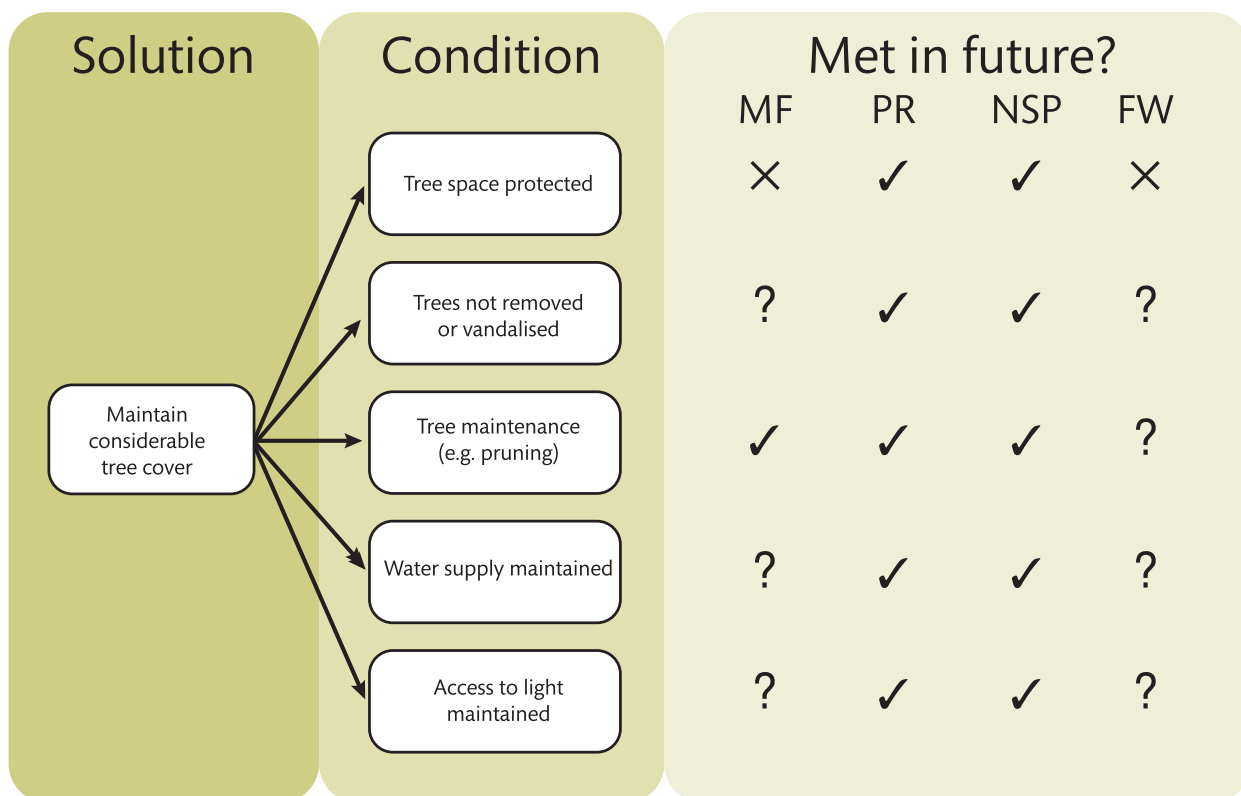 Solution
Condition
Met in future?
MF PR NSP FW
Tree space protected
× ✓ ✓ ×
Trees not removed
or vandalised
? ✓ ✓ ?
Maintain
considerable
tree cover
Tree maintenance
(e.g. pruning)
✓ ✓ ✓ ?
Water supply maintained
? ✓ ✓ ?
Access to light
maintained
? ✓ ✓ ?